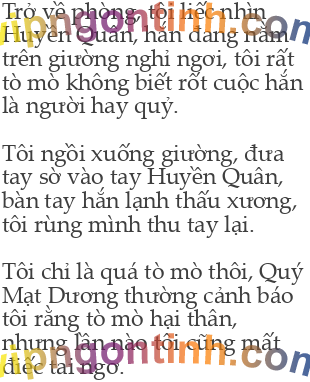 Trở về phòng, tôi liếc nhìn
Huyền Quân, hắn đang nằm
trên giường nghỉ ngơi, tôi rất
tò mò không biết rốt cuộc hắn
là người hay quỷ.
Tôi ngồi xuống giường, đưa
tay sờ vào tay Huyền Quân,
bàn tay hắn lạnh thấu xương,
tôi rùng mình thu tay lại.
Tôi chỉ là quá tò mò thôi, Quý
Mạt Dương thường cảnh báo
tôi rằng tò mò hại thân,
nhưng lần nào tôi cũng mất
điếc tai ngơ.
vipngontinh.com
vipngontinh.com